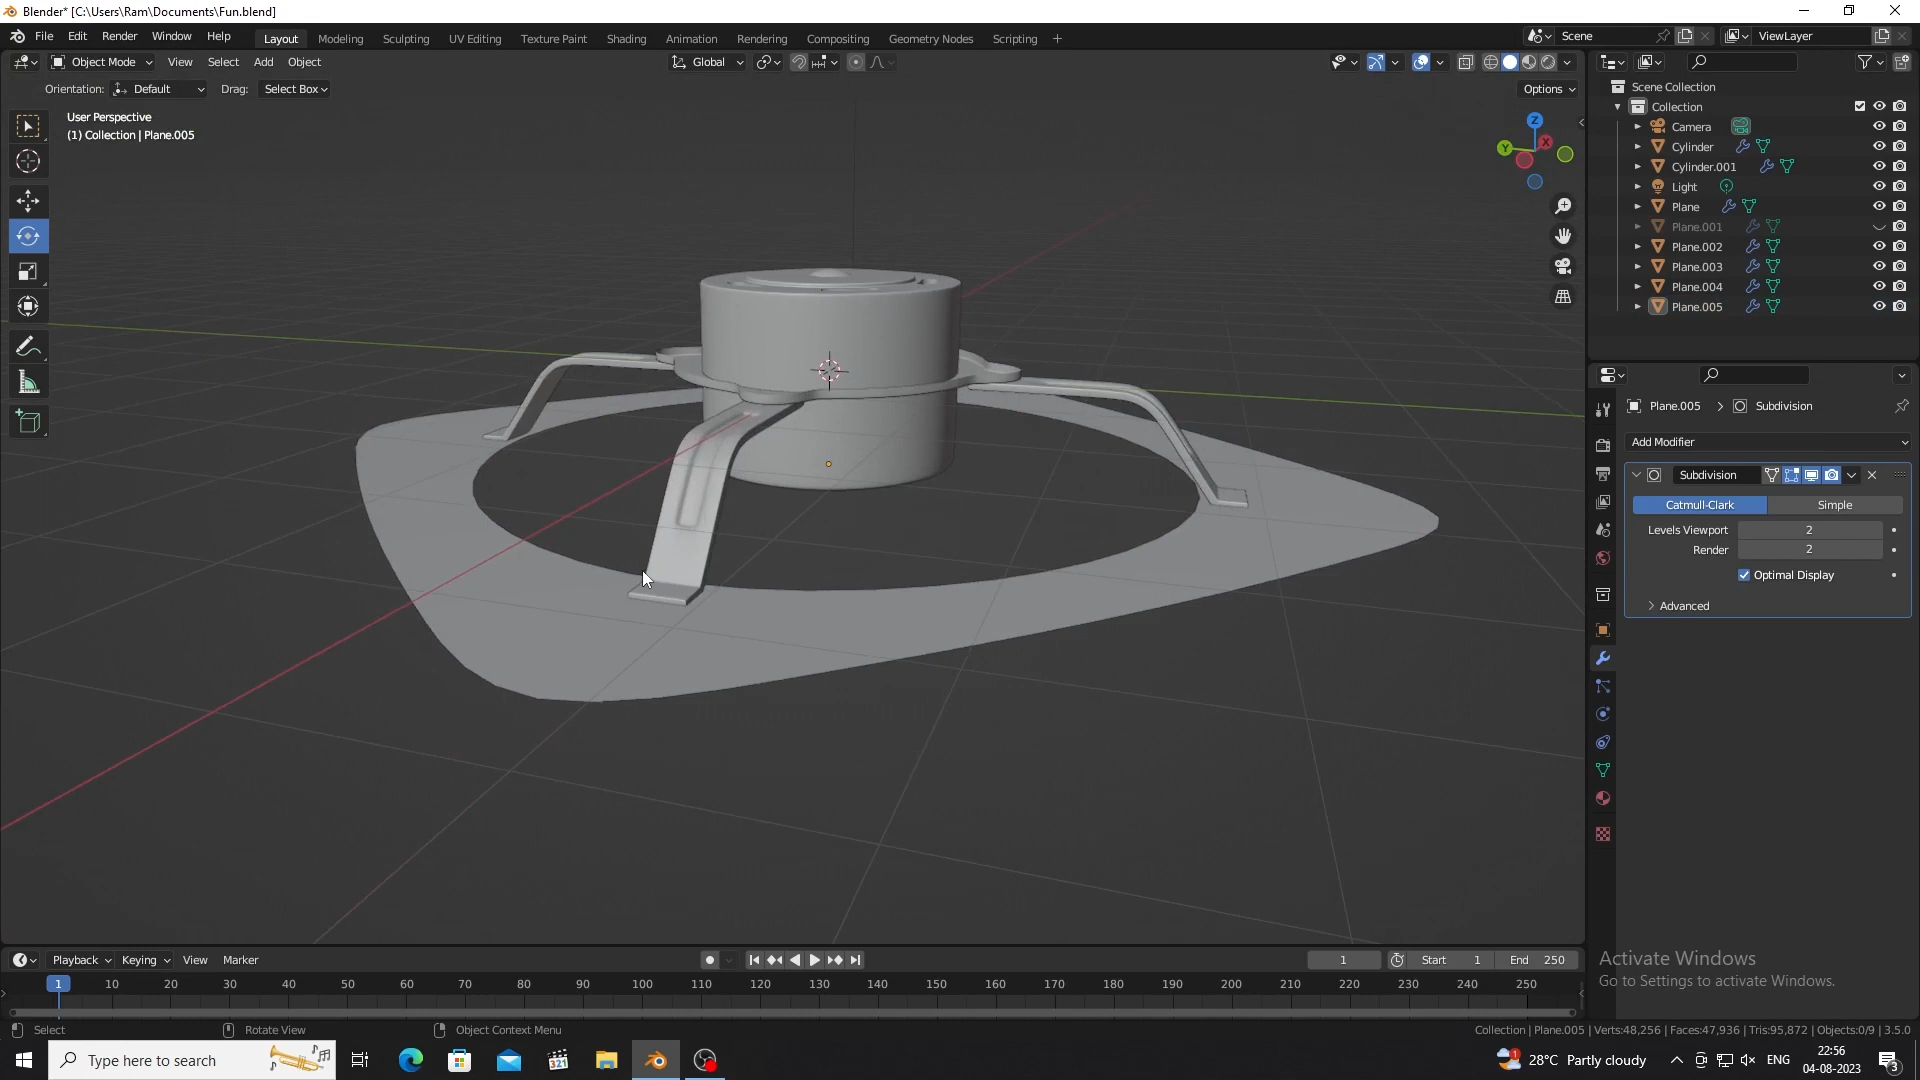 Blender* [C:\Users\Ram\Documents\Fun.blend]
File Edit Render Window Help Layout Modeling Sculpting UV Editing Texture Paint Shading Animation Rendering Compositing Geometry Nodes Scripting + Scene ViewLayer
Object Mode View Select Add Object Global
Orientation: Default Drag: Select Box Options
User Perspective
(1) Collection | Plane.005
Z
Y
X
Scene Collection
Collection
Camera
Cylinder
Cylinder.001
Light
Plane
Plane.001
Plane.002
Plane.003
Plane.004
Plane.005
Plane.005 > Subdivision
Add Modifier
Subdivision
Catmull-Clark Simple
Levels Viewport 2
Render 2
Optimal Display
Advanced
Activate Windows
Go to Settings to activate Windows.
Playback Keying View Marker 1 Start 1 End 250
1 10 20 30 40 50 60 70 80 90 100 110 120 130 140 150 160 170 180 190 200 210 220 230 240 250
Select Rotate View Object Context Menu Collection | Plane.005 | Verts:48,256 | Faces:47,936 | Tris:95,872 | Objects:0/9 | 3.5.0
Type here to search 321 1 28°C Partly cloudy ENG 22:56
04-08-2023 3